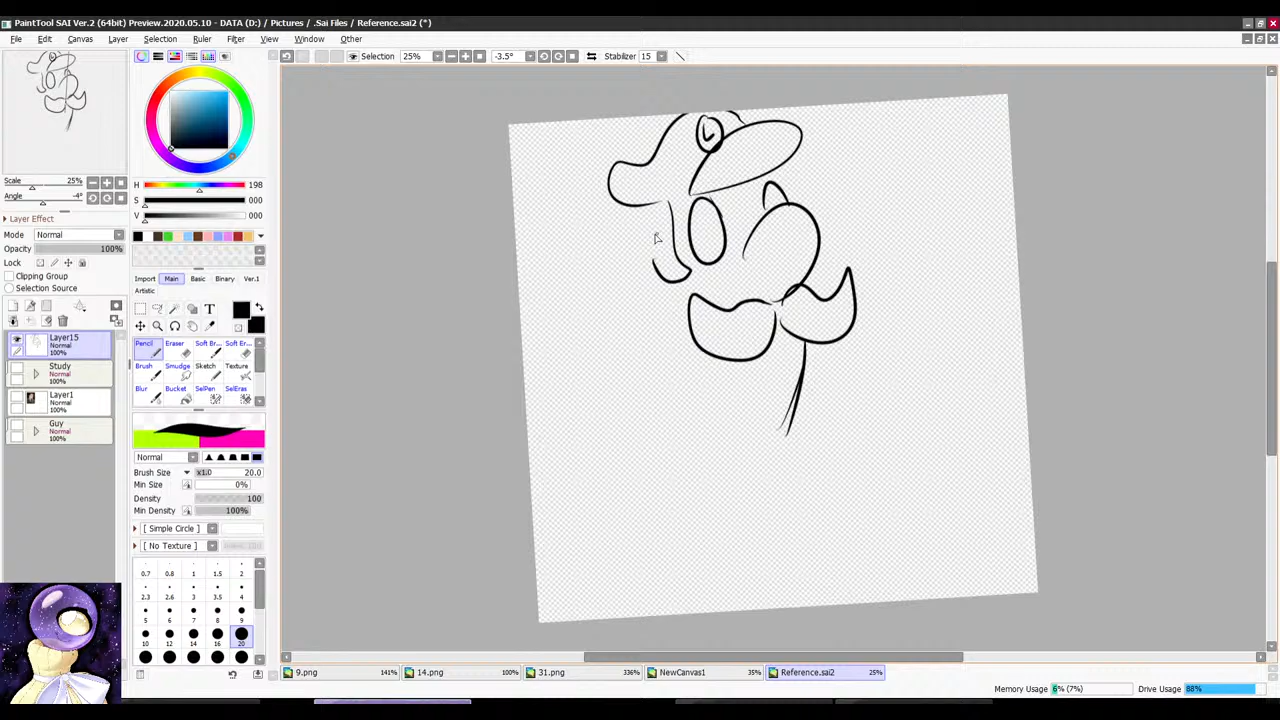 PaintTool SAI Ver.2 (64bit) Preview.2020.05.10 - DATA (D:) / Pictures / .Sai Files / Reference.sai2 (*)
File Edit Canvas Layer Selection Ruler Filter View Window Other
Selection 25% -3.5° Stabilizer 15
Scale 25%
Angle -4°
Layer Effect
Mode Normal
Opacity 100%
Lock
Clipping Group
Selection Source
Layer15
Normal
100%
Study
Normal
100%
Layer1
Normal
100%
Guy
Normal
100%
H 198
S 000
V 000
Import Main Basic Binary Ver.1
Artistic
T
Pencil Eraser Soft Br... Soft Er...
Brush Smudge Sketch Texture
Blur Bucket SelPen SelEras
Normal
Brush Size x1.0 20.0
Min Size 0%
Density 100
Min Density 100%
[ Simple Circle ]
[ No Texture ]
0.7 0.8 1 1.5 2
2.3 2.6 3 3.5 4
5 6 7 8 9
10 12 14 16 20
9.png 141% 14.png 100% 31.png 336% NewCanvas1 35% Reference.sai2 25%
Memory Usage 6% (7%) Drive Usage 88%
L